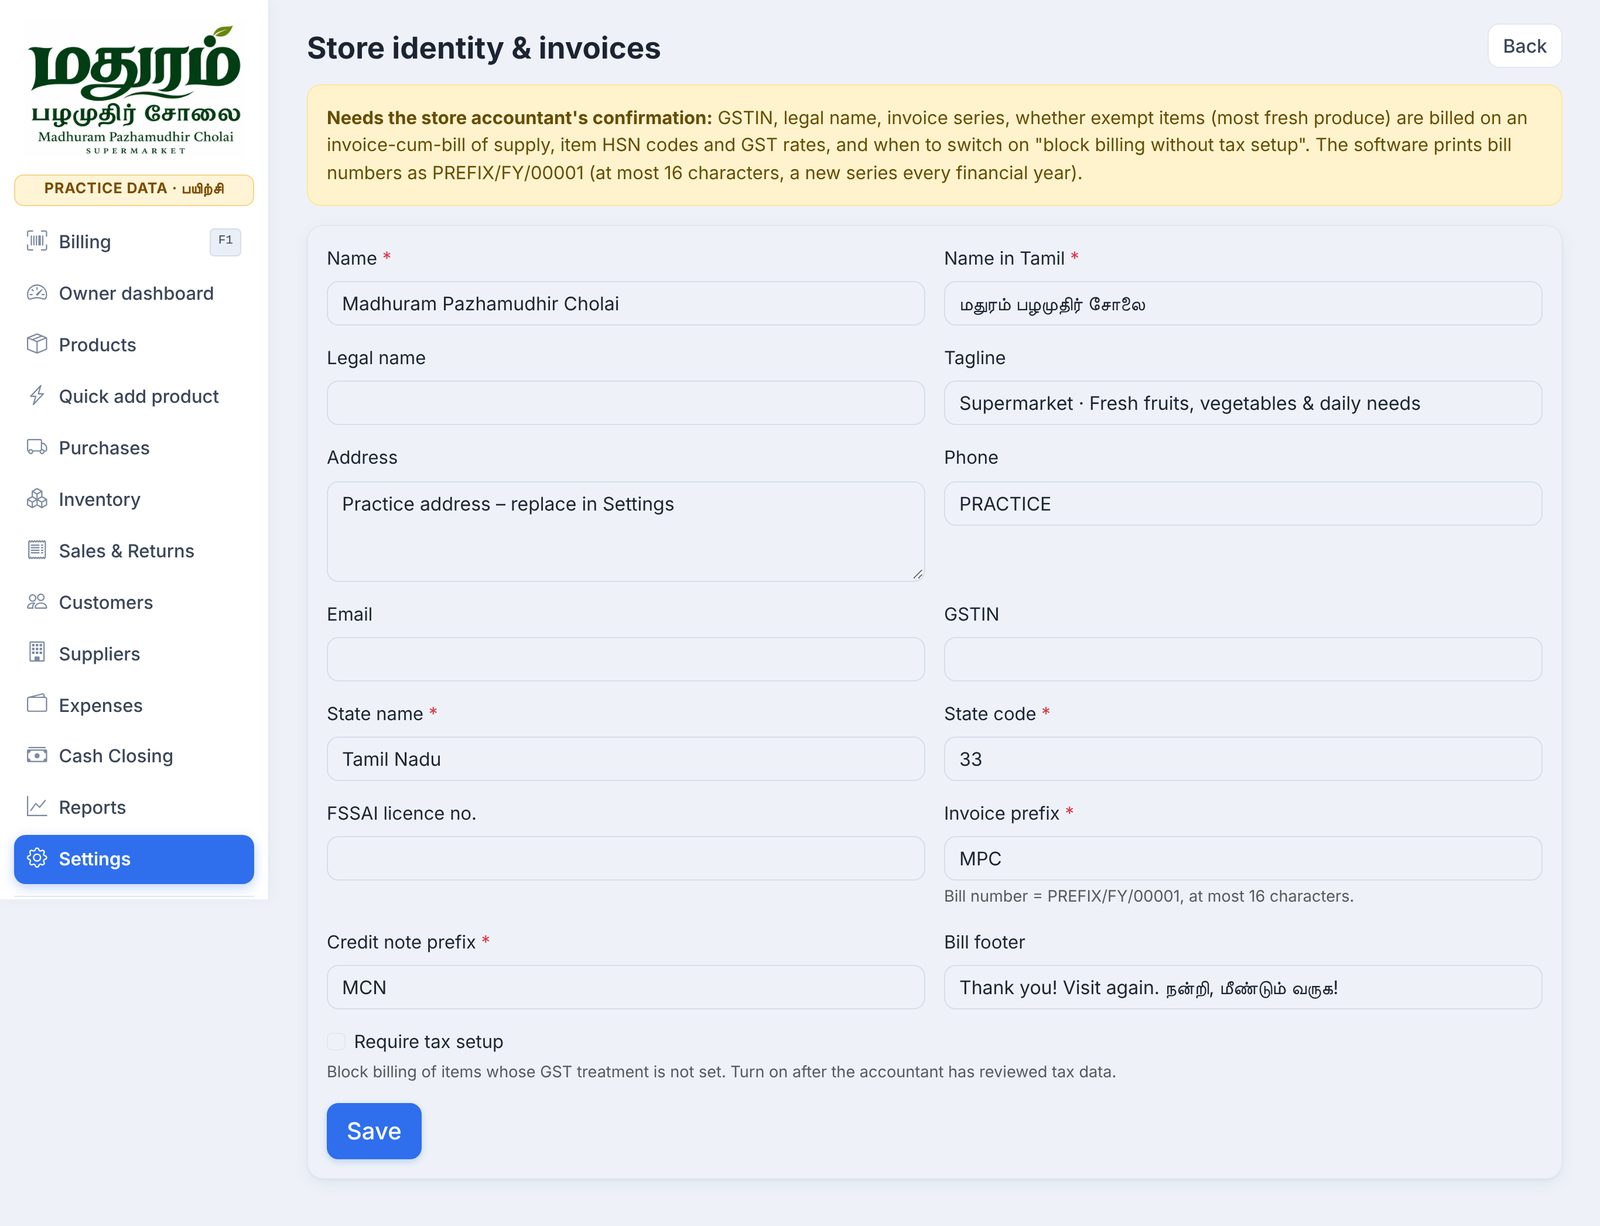 மதுரம்
பழமுதிர் சோலை
Madhuram Pazhamudhir Cholai
SUPERMARKET
PRACTICE DATA · பயிற்சி
Billing F1
Owner dashboard
Products
Quick add product
Purchases
Inventory
Sales & Returns
Customers
Suppliers
Expenses
Cash Closing
Reports
Settings
Store identity & invoices
Back
Needs the store accountant's confirmation: GSTIN, legal name, invoice series, whether exempt items (most fresh produce) are billed on an
invoice-cum-bill of supply, item HSN codes and GST rates, and when to switch on "block billing without tax setup". The software prints bill
numbers as PREFIX/FY/00001 (at most 16 characters, a new series every financial year).
Name *
Madhuram Pazhamudhir Cholai
Name in Tamil *
மதுரம் பழமுதிர் சோலை
Legal name
Tagline
Supermarket · Fresh fruits, vegetables & daily needs
Address
Practice address – replace in Settings
Phone
PRACTICE
Email
GSTIN
State name *
Tamil Nadu
State code *
33
FSSAI licence no.
Invoice prefix *
MPC
Bill number = PREFIX/FY/00001, at most 16 characters.
Credit note prefix *
MCN
Bill footer
Thank you! Visit again. நன்றி, மீண்டும் வருக!
Require tax setup
Block billing of items whose GST treatment is not set. Turn on after the accountant has reviewed tax data.
Save